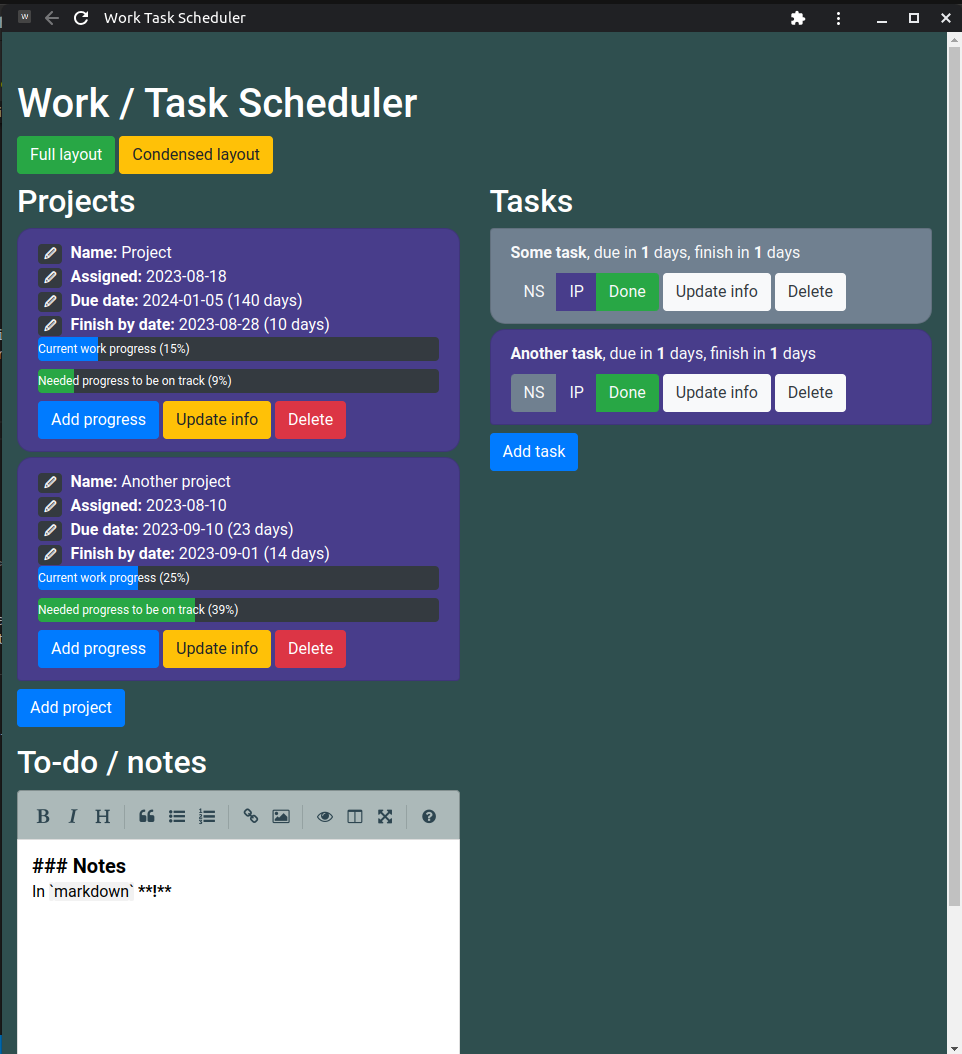 W Work Task Scheduler
Work / Task Scheduler
Full layout Condensed layout
Projects
Name: Project
Assigned: 2023-08-18
Due date: 2024-01-05 (140 days)
Finish by date: 2023-08-28 (10 days)
Current work progress (15%)
Needed progress to be on track (9%)
Add progress Update info Delete
Name: Another project
Assigned: 2023-08-10
Due date: 2023-09-10 (23 days)
Finish by date: 2023-09-01 (14 days)
Current work progress (25%)
Needed progress to be on track (39%)
Add progress Update info Delete
Add project
Tasks
Some task, due in 1 days, finish in 1 days
NS IP Done Update info Delete
Another task, due in 1 days, finish in 1 days
NS IP Done Update info Delete
Add task
To-do / notes
B I H
### Notes
In `markdown` **!**